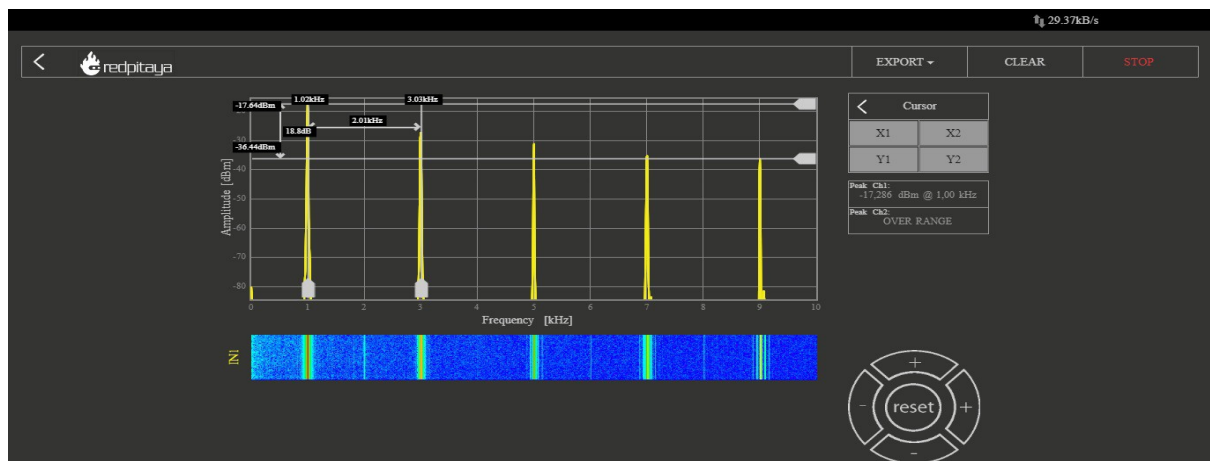 29.37kB/s
redpitaya
EXPORT
CLEAR
STOP
1.02kHz
3.03kHz
-17.64dBm
2.01kHz
18.8dB
-30
-36.44dBm
-40
-50
-60
-70
-80
Amplitude [dBm]
0 1 2 3 4 5 6 7 8 9 10
Frequency [kHz]
IN1
Cursor
X1 X2
Y1 Y2
Peak Ch1:
-17,286 dBm @ 1,00 kHz
Peak Ch2:
OVER RANGE
+
- reset +
-